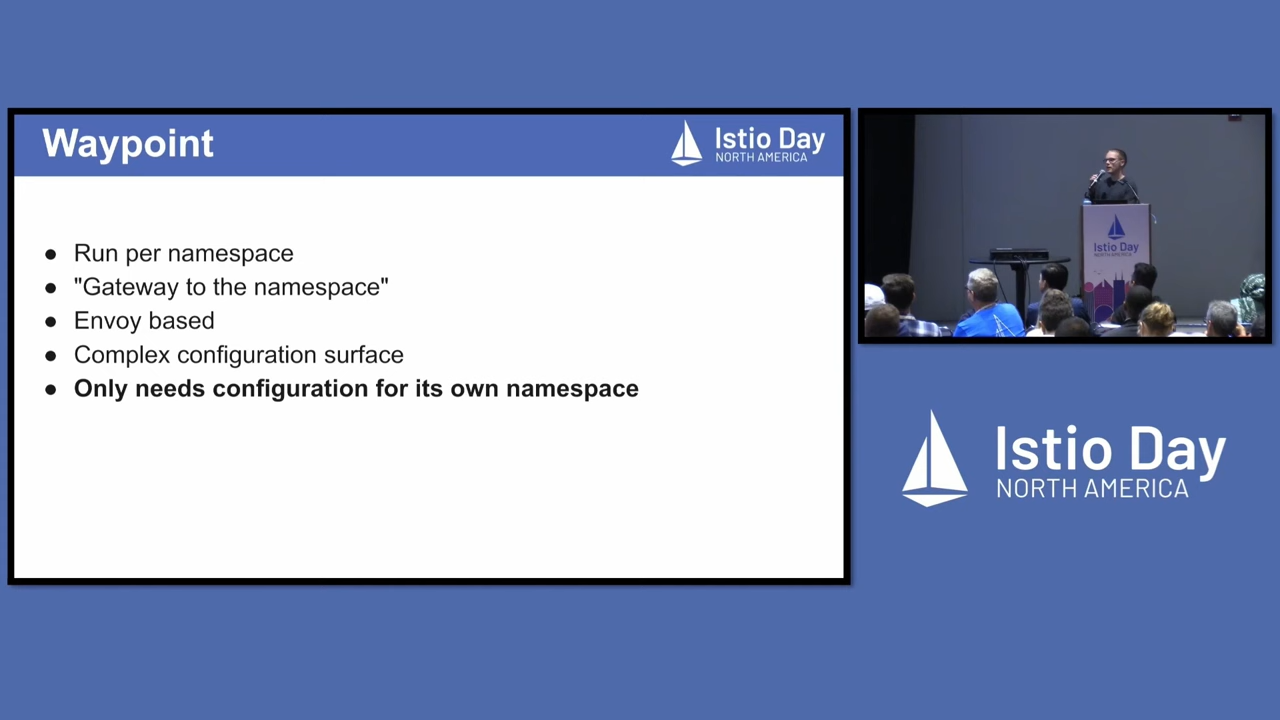 Waypoint
Istio Day
NORTH AMERICA
● Run per namespace
● "Gateway to the namespace"
● Envoy based
● Complex configuration surface
● Only needs configuration for its own namespace
Istio Day
NORTH AMERICA
Istio Day
NORTH AMERICA